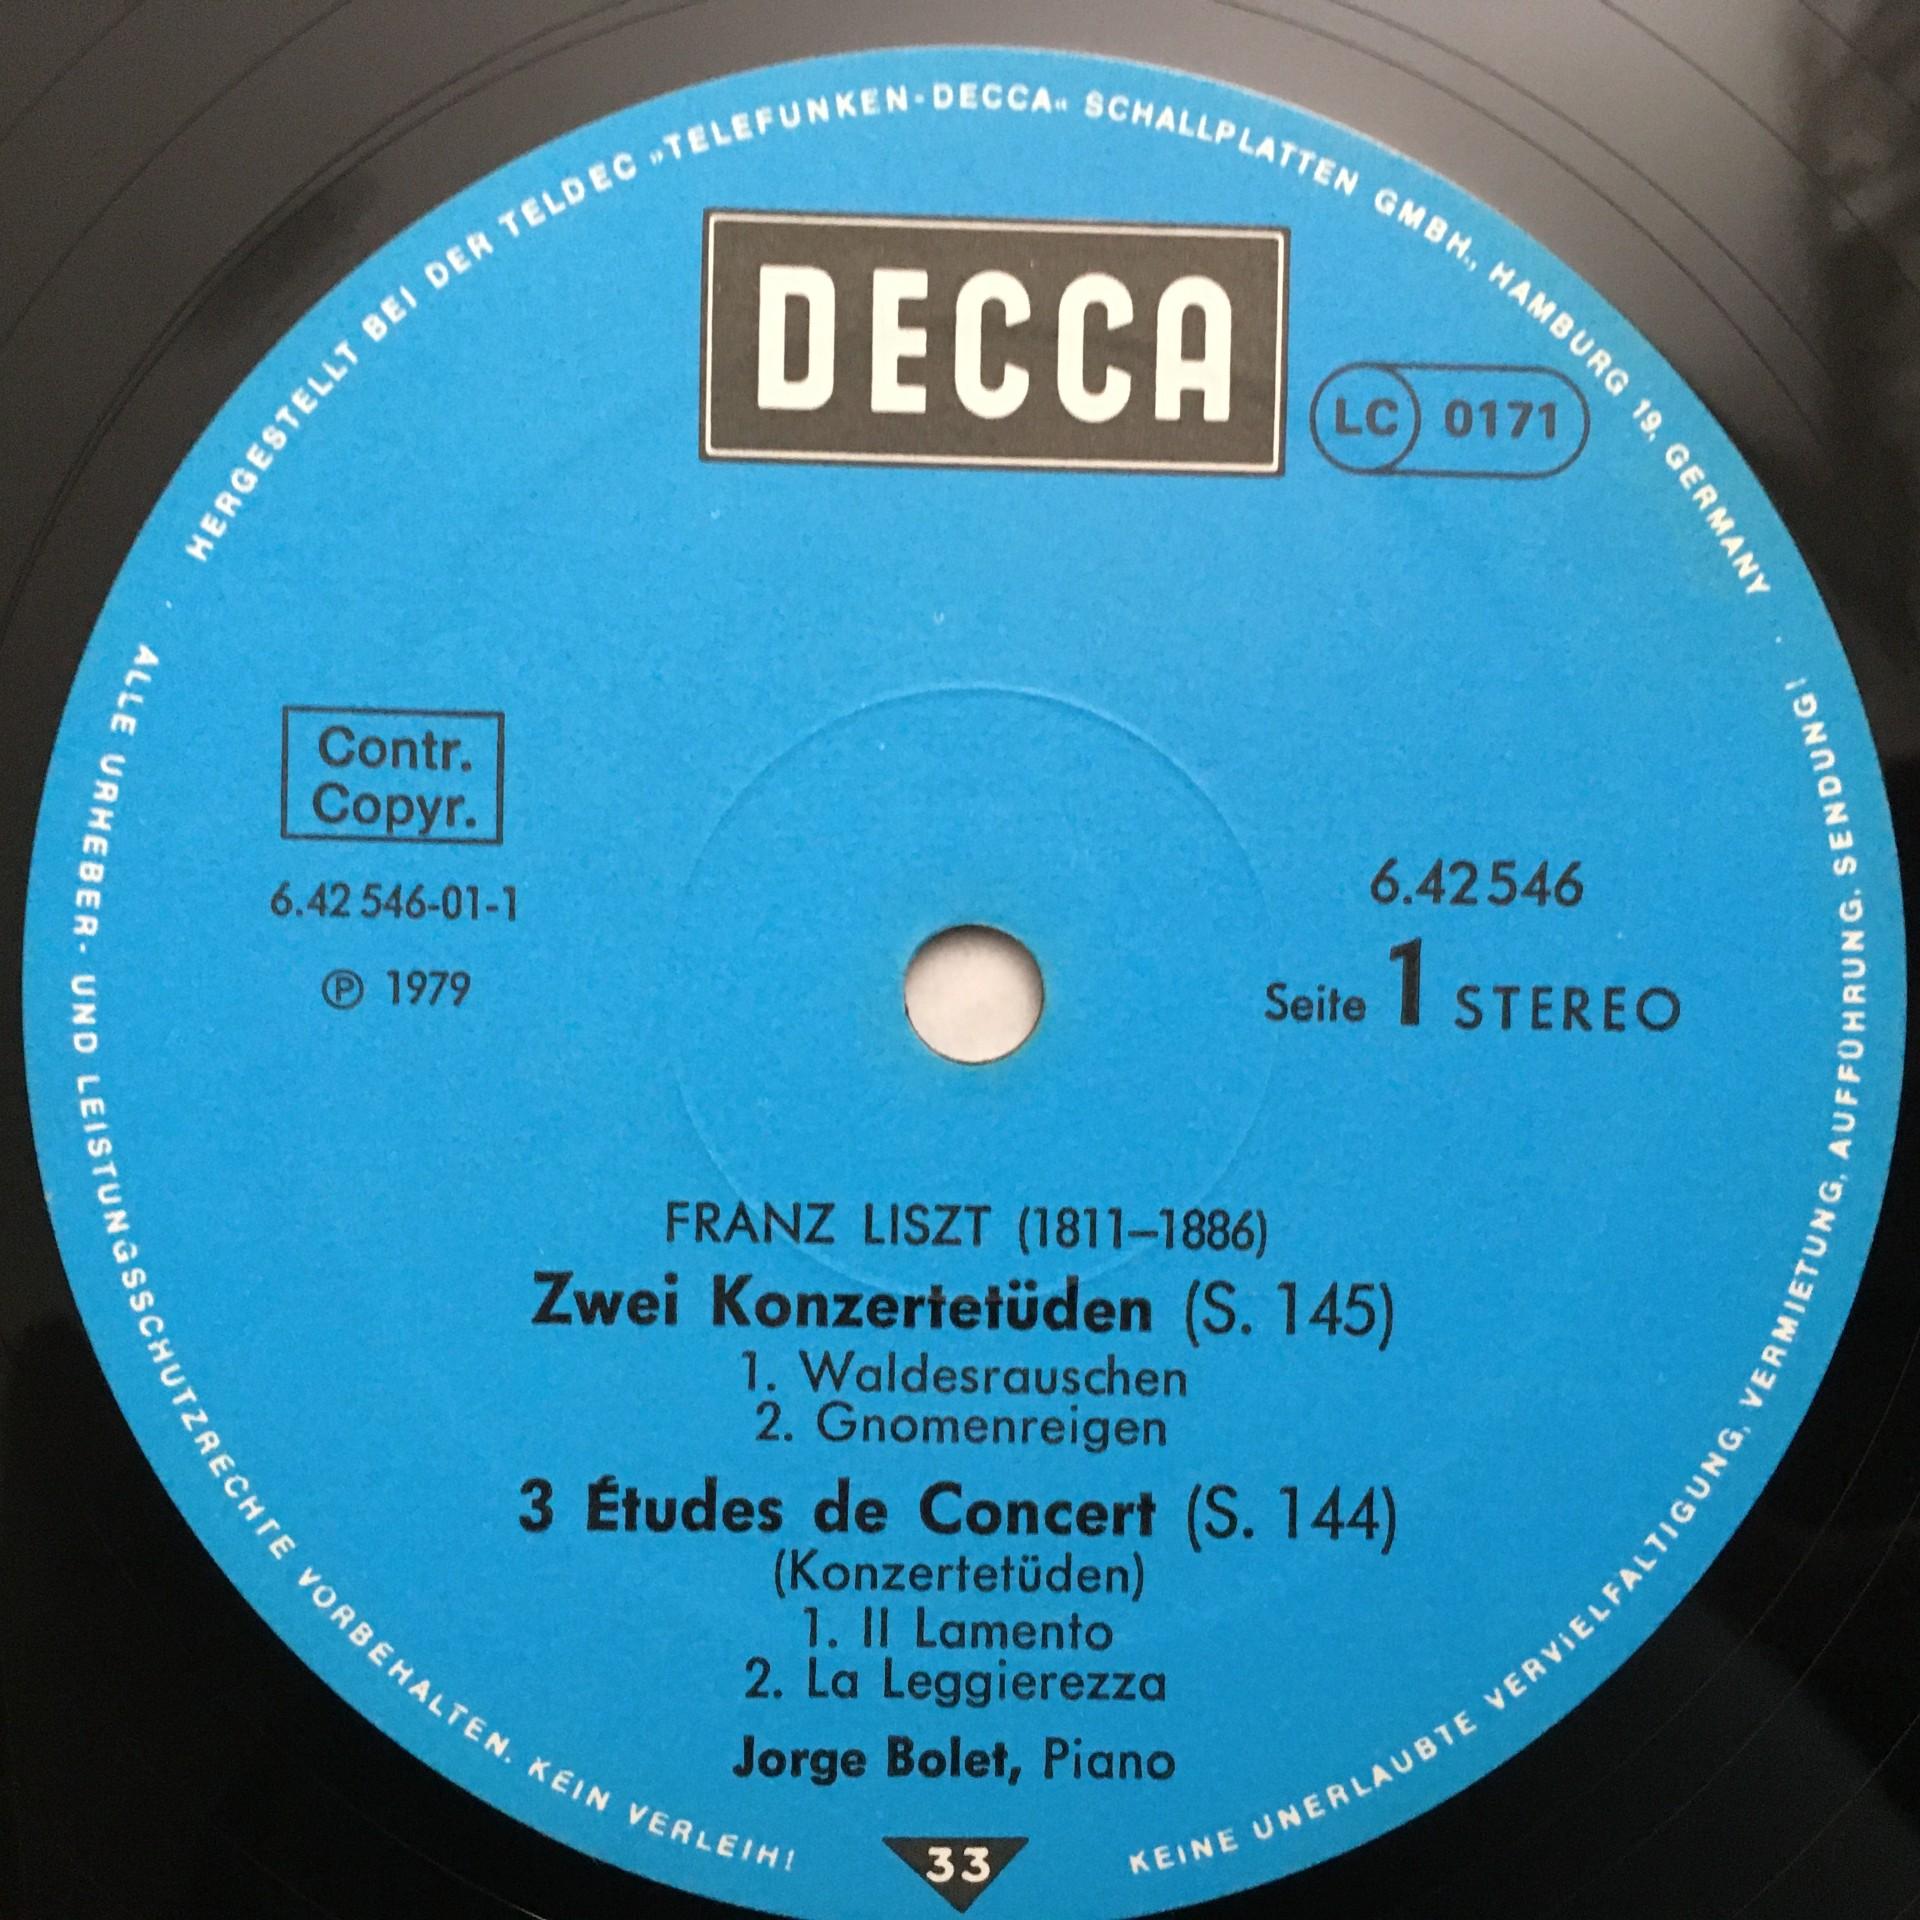 HERGESTELLT BEI DER TELDEC »TELEFUNKEN-DECCA« SCHALLPLATTEN GMBH., HAMBURG 19, GERMANY
DECCA
LC 0171
Contr.
Copyr.
6.42 546-01-1
℗ 1979
6.42546
Seite 1 STEREO
FRANZ LISZT (1811–1886)
Zwei Konzertetüden (S. 145)
1. Waldesrauschen
2. Gnomenreigen
3 Études de Concert (S. 144)
(Konzertetüden)
1. Il Lamento
2. La Leggierezza
Jorge Bolet, Piano
33
ALLE URHEBER- UND LEISTUNGSSCHUTZRECHTE VORBEHALTEN. KEIN VERLEIH!
KEINE UNERLAUBTE VERVIELFÄLTIGUNG, VERMIETUNG, AUFFÜHRUNG, SENDUNG!